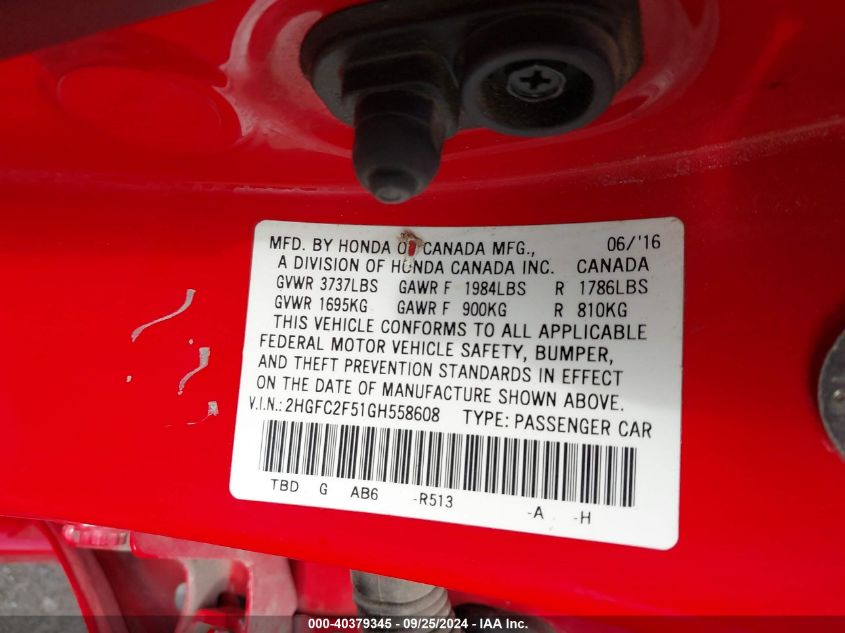 MFD. BY HONDA OF CANADA MFG., 06/'16
A DIVISION OF HONDA CANADA INC. CANADA
GVWR 3737LBS GAWR F 1984LBS R 1786LBS
GVWR 1695KG GAWR F 900KG R 810KG
THIS VEHICLE CONFORMS TO ALL APPLICABLE
FEDERAL MOTOR VEHICLE SAFETY, BUMPER,
AND THEFT PREVENTION STANDARDS IN EFFECT
ON THE DATE OF MANUFACTURE SHOWN ABOVE.
V.I.N.: 2HGFC2F51GH558608 TYPE: PASSENGER CAR
TBD G AB6 -R513 -A -H
000-40379345 - 09/25/2024 - IAA Inc.